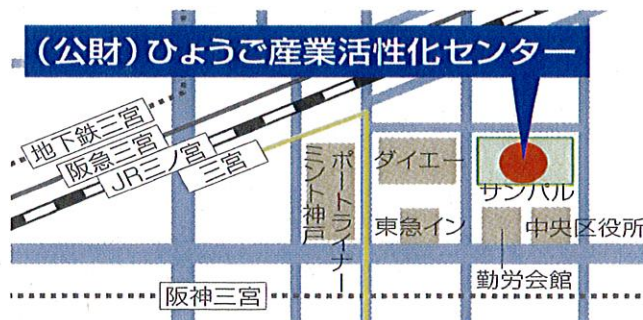 (公財)ひょうご産業活性化センター
地下鉄三宮
阪急三宮
JR三ノ宮
三宮
ミント神戸
ポートライナー
ダイエー
サンパル
東急イン
中央区役所
勤労会館
阪神三宮